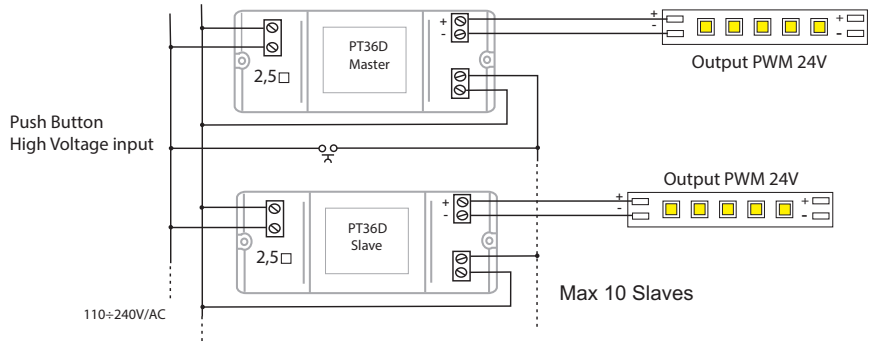 PT36D
Master
2,5□
+
-
+
-
+
-
Output PWM 24V
Push Button
High Voltage input
Output PWM 24V
PT36D
Slave
2,5□
+
-
+
-
+
-
Max 10 Slaves
110÷240V/AC